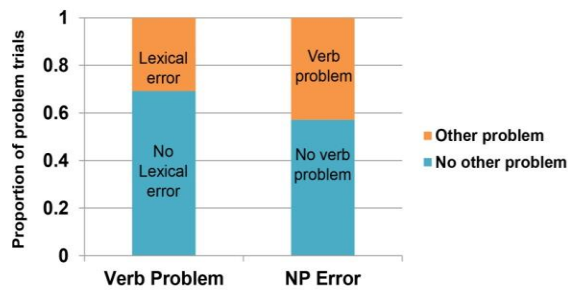 Proportion of problem trials
1
0.8
0.6
0.4
0.2
0
Lexical
error
No
Lexical
error
Verb
problem
No verb
problem
Verb Problem
NP Error
Other problem
No other problem